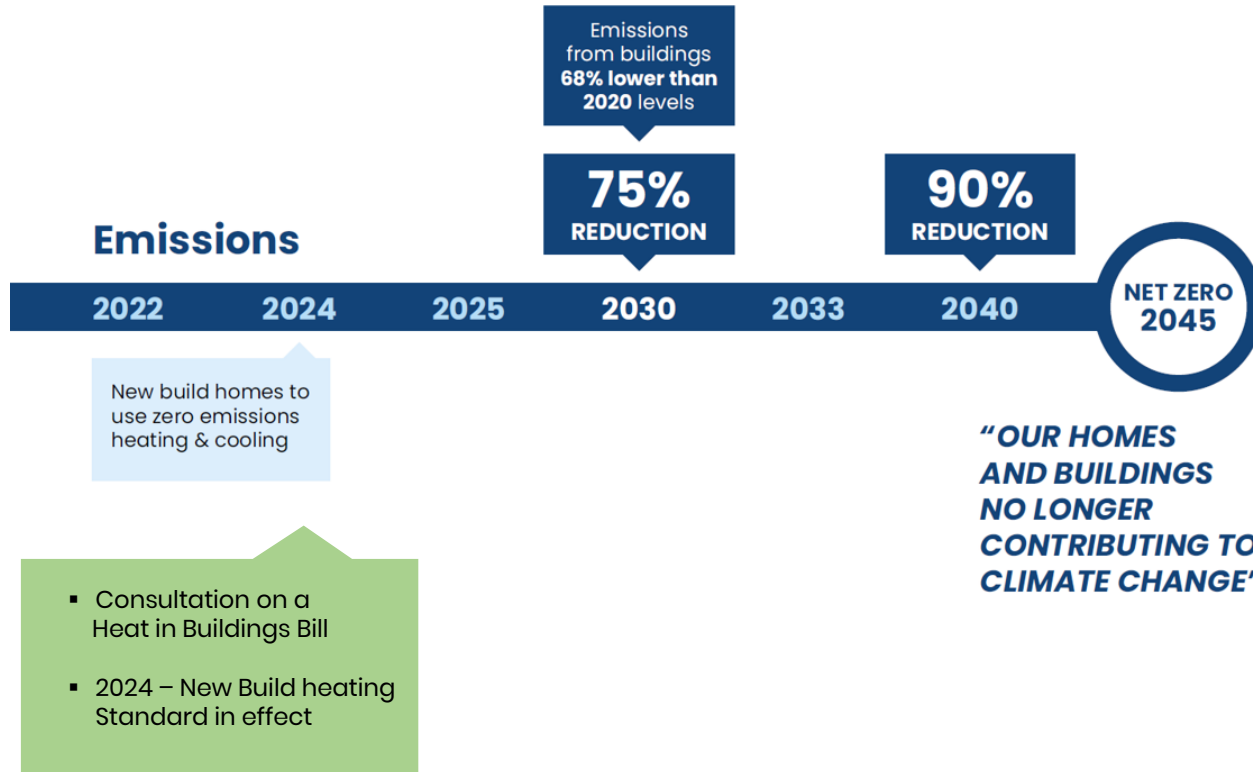 Emissions
from buildings
68% lower than
2020 levels
75%
REDUCTION
90%
REDUCTION
Emissions
2022 2024 2025 2030 2033 2040
NET ZERO
2045
New build homes to
use zero emissions
heating & cooling
“OUR HOMES
AND BUILDINGS
NO LONGER
CONTRIBUTING TO
CLIMATE CHANGE”
▪ Consultation on a
Heat in Buildings Bill
▪ 2024 – New Build heating
Standard in effect